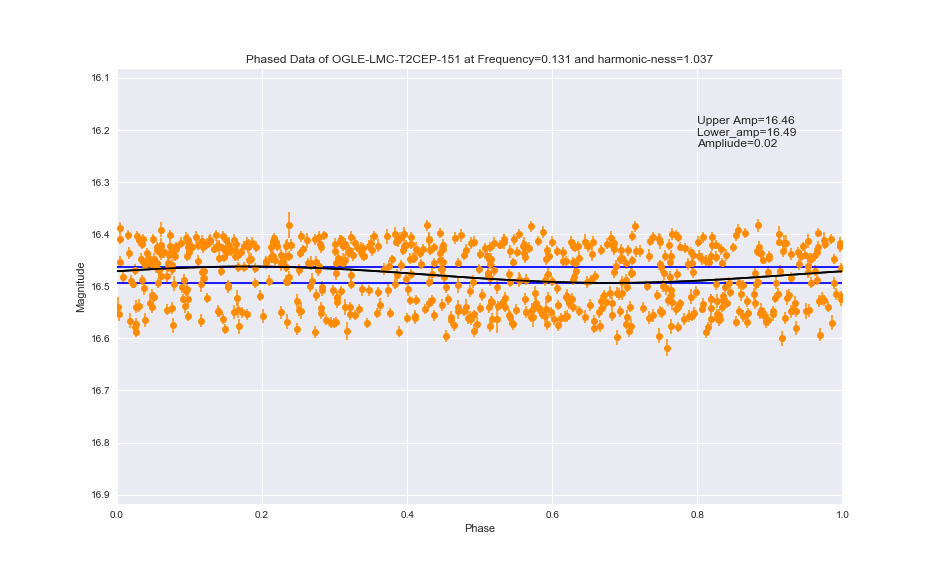 Phased Data of OGLE-LMC-T2CEP-151 at Frequency=0.131 and harmonic-ness=1.037
16.1
16.2
16.3
16.4
16.5
16.6
16.7
16.8
16.9
Magnitude
Upper Amp=16.46
Lower_amp=16.49
Ampliude=0.02
0.0
0.2
0.4
0.6
0.8
1.0
Phase